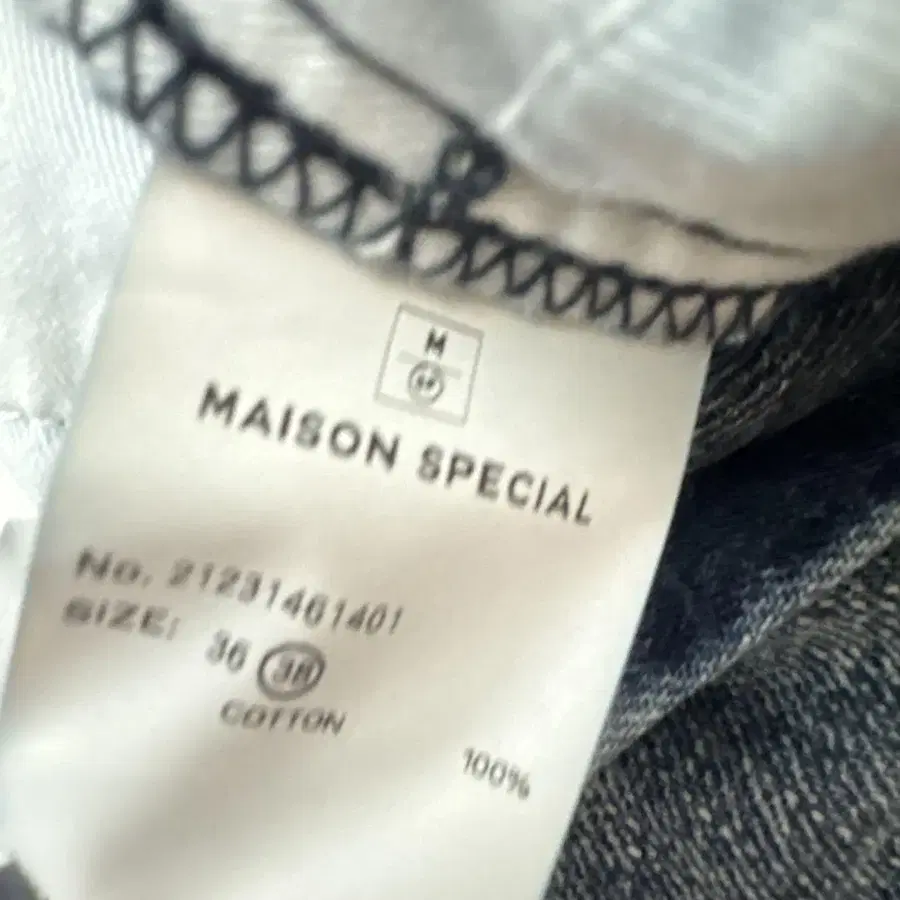 M
MAISON SPECIAL
No. 21231461401
SIZE: 36 38
COTTON
100%